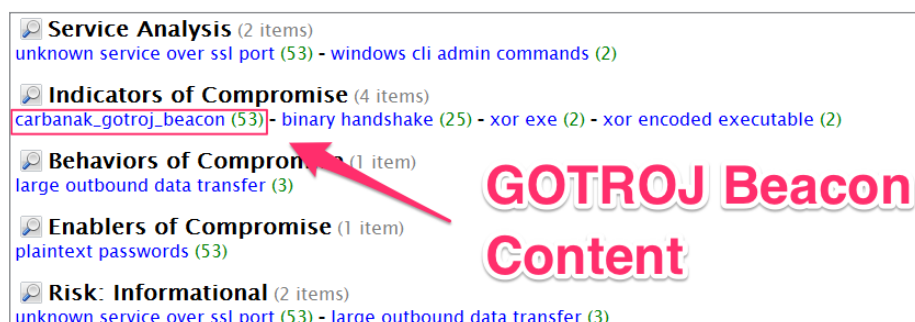 Service Analysis (2 items)
unknown service over ssl port (53) - windows cli admin commands (2)
Indicators of Compromise (4 items)
carbanak_gotroj_beacon (53) - binary handshake (25) - xor exe (2) - xor encoded executable (2)
Behaviors of Compromise (1 item)
large outbound data transfer (3)
GOTROJ Beacon
Content
Enablers of Compromise (1 item)
plaintext passwords (53)
Risk: Informational (2 items)
unknown service over ssl port (53) - large outbound data transfer (3)